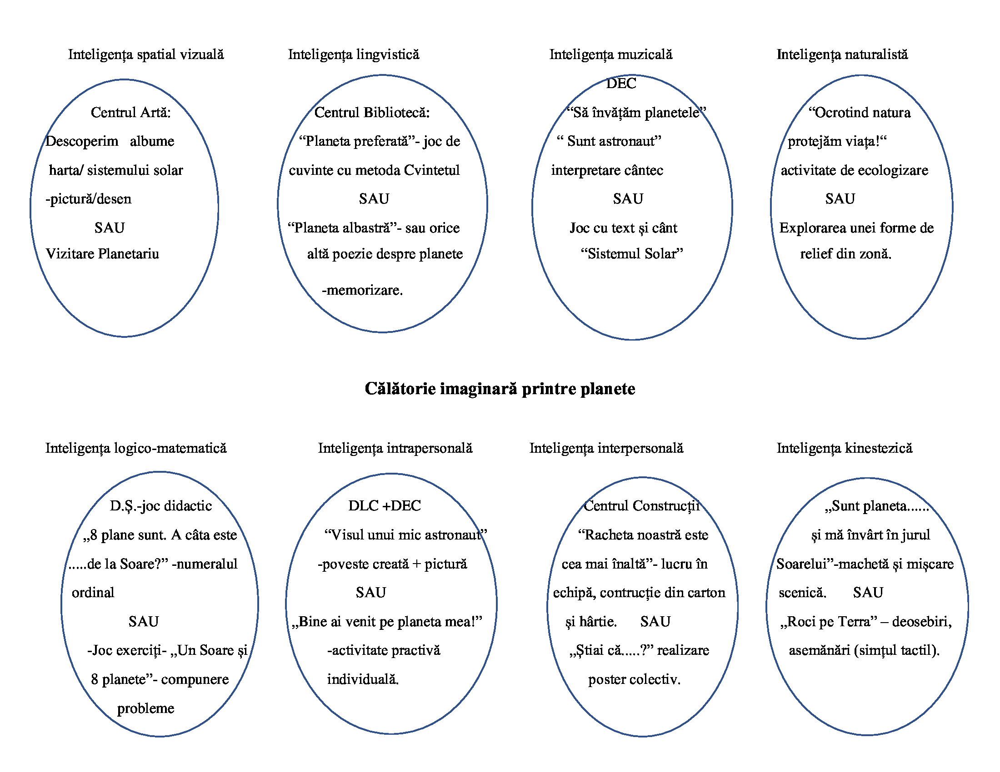 Inteligența spatial vizuală
Centrul Artă:
Descoperim albume
harta/ sistemului solar
-pictură/desen
SAU
Vizitare Planetariu
Inteligența lingvistică
Centrul Bibliotecă:
“Planeta preferată”- joc de
cuvinte cu metoda Cvintetul
SAU
“Planeta albastră”- sau orice
altă poezie despre planete
-memorizare.
Inteligența muzicală
DEC
“Să învățăm planetele”
“ Sunt astronaut”
interpretare cântec
SAU
Joc cu text și cânt
“Sistemul Solar”
Inteligența naturalistă
“Ocrotind natura
protejăm viața!“
activitate de ecologizare
SAU
Explorarea unei forme de
relief din zonă.
Călătorie imaginară printre planete
Inteligența logico-matematică
D.Ș.-joc didactic
„8 plane sunt. A câta este
.....de la Soare?” -numeralul
ordinal
SAU
-Joc exerciți- „Un Soare și
8 planete”- compunere
probleme
Inteligența intrapersonală
DLC +DEC
“Visul unui mic astronaut”
-poveste creată + pictură
SAU
„Bine ai venit pe planeta mea!”
-activitate practivă
individuală.
Inteligența interpersonală
Centrul Construcții
“Racheta noastră este
cea mai înaltă”- lucru în
echipă, contrucție din carton
și hârtie. SAU
„Știai că.....?” realizare
poster colectiv.
Inteligența kinestezică
„Sunt planeta......
și mă învârt în jurul
Soarelui”-machetă și mișcare
scenică. SAU
„Roci pe Terra” – deosebiri,
asemănări (simțul tactil).